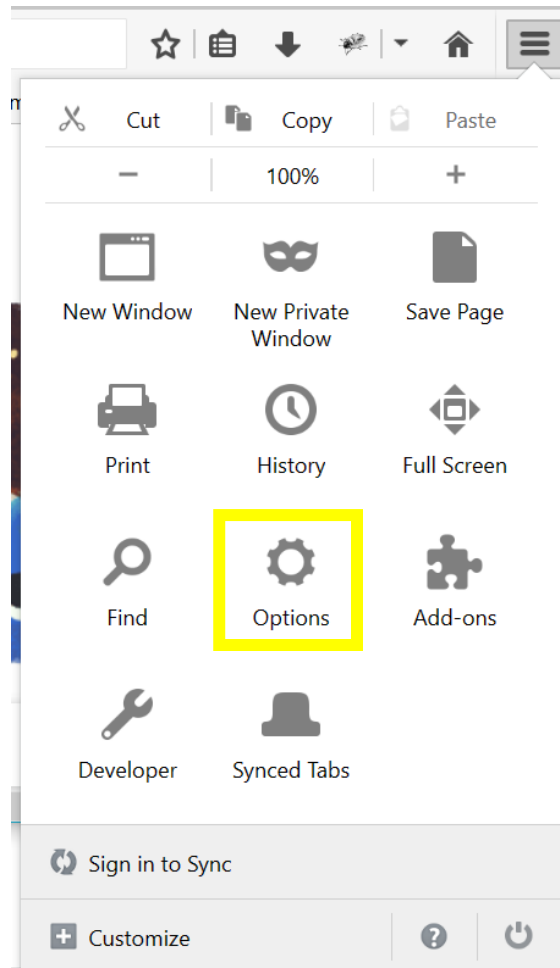 Cut Copy Paste
100%
New Window New Private Window Save Page
Print History Full Screen
Find Options Add-ons
Developer Synced Tabs
Sign in to Sync
Customize